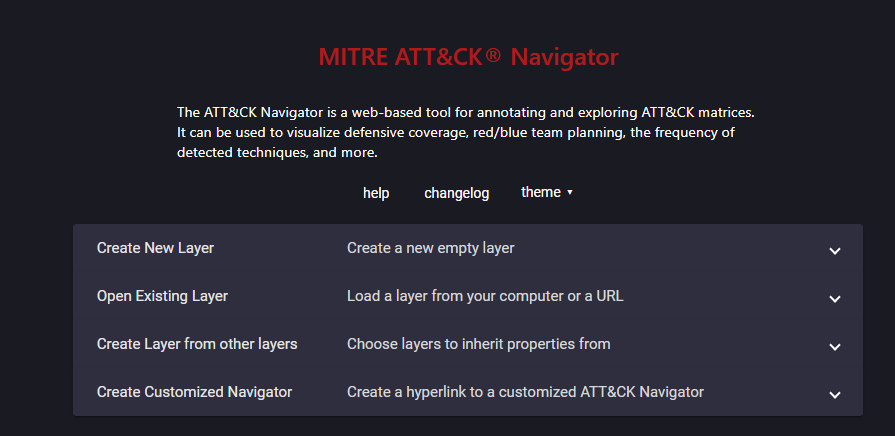 MITRE ATT&CK® Navigator
The ATT&CK Navigator is a web-based tool for annotating and exploring ATT&CK matrices.
It can be used to visualize defensive coverage, red/blue team planning, the frequency of
detected techniques, and more.
help changelog theme ▾
Create New Layer Create a new empty layer
Open Existing Layer Load a layer from your computer or a URL
Create Layer from other layers Choose layers to inherit properties from
Create Customized Navigator Create a hyperlink to a customized ATT&CK Navigator